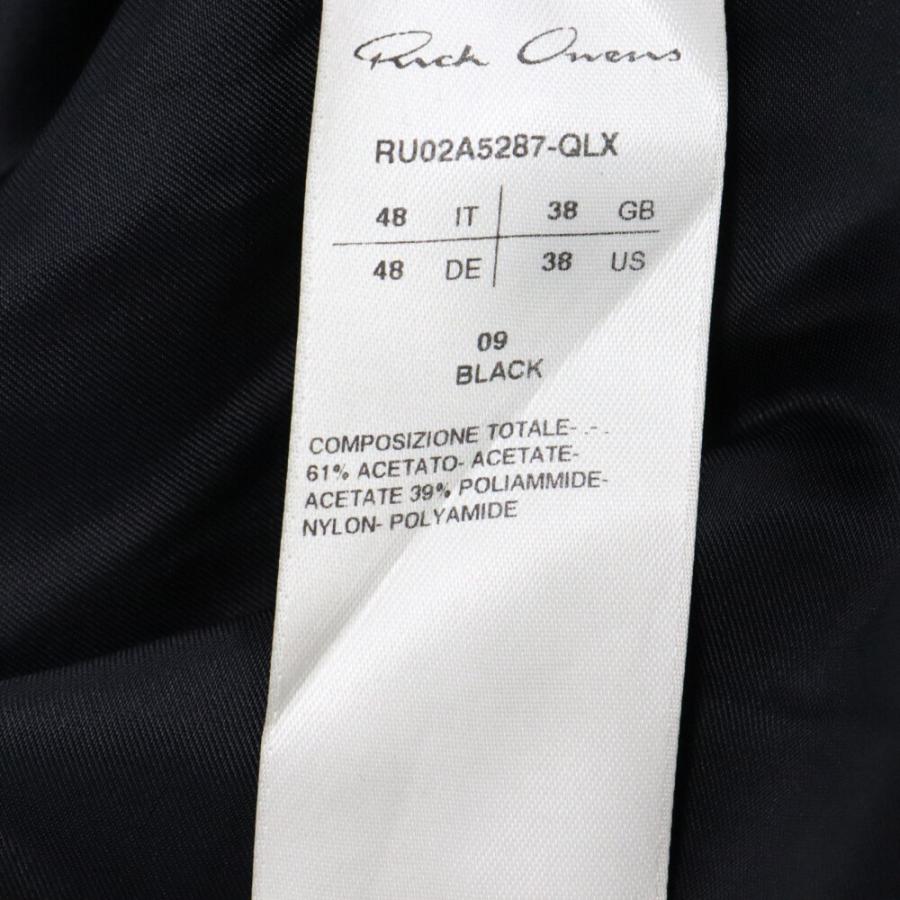 Rick Owens
RU02A5287-QLX
48 IT 38 GB
48 DE 38 US
09
BLACK
COMPOSIZIONE TOTALE- .-.
61% ACETATO- ACETATE-
ACETATE 39% POLIAMMIDE-
NYLON- POLYAMIDE